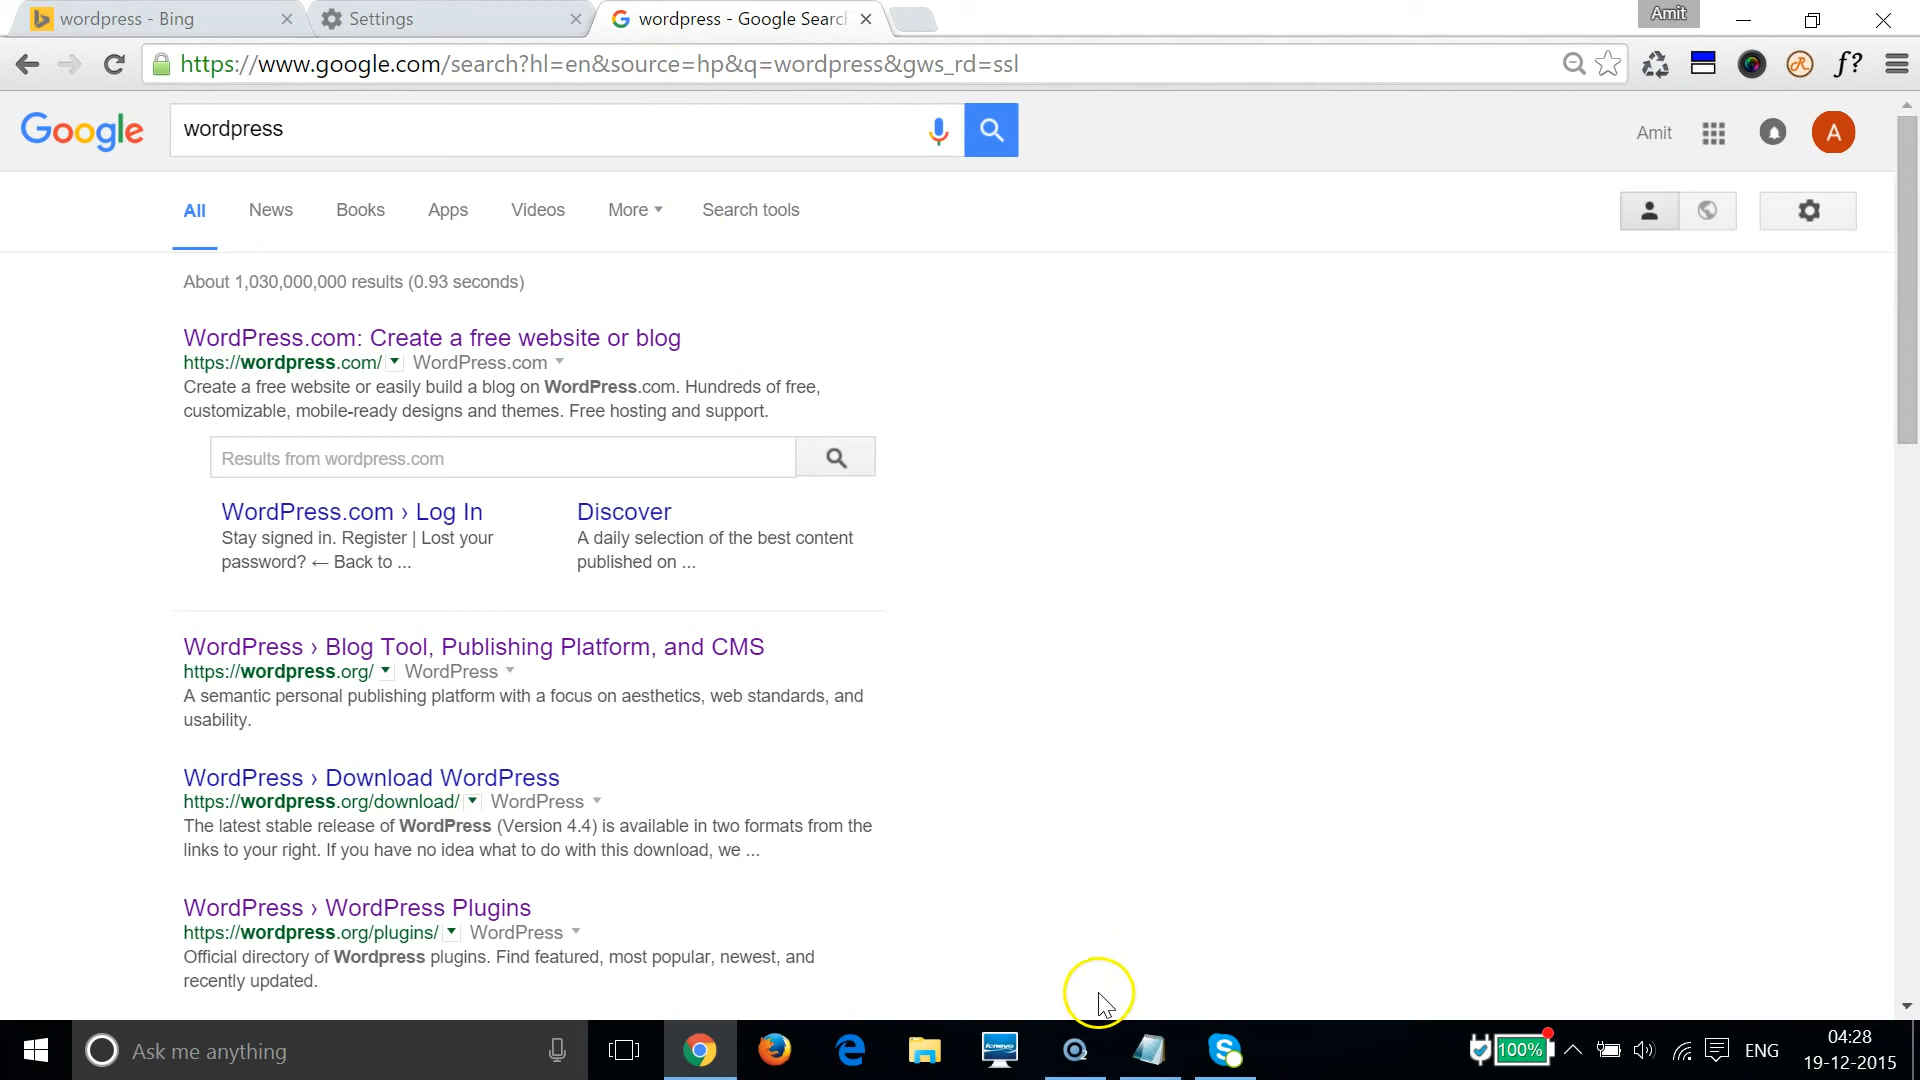 wordpress - Bing
Settings
wordpress - Google Searc
Amit
https://www.google.com/search?hl=en&source=hp&q=wordpress&gws_rd=ssl
f?
Google
wordpress
Amit
A
All
News
Books
Apps
Videos
More
Search tools
About 1,030,000,000 results (0.93 seconds)
WordPress.com: Create a free website or blog
https://wordpress.com/ WordPress.com
Create a free website or easily build a blog on WordPress.com. Hundreds of free,
customizable, mobile-ready designs and themes. Free hosting and support.
Results from wordpress.com
WordPress.com › Log In
Stay signed in. Register | Lost your
password? ← Back to ...
Discover
A daily selection of the best content
published on ...
WordPress › Blog Tool, Publishing Platform, and CMS
https://wordpress.org/ WordPress
A semantic personal publishing platform with a focus on aesthetics, web standards, and
usability.
WordPress › Download WordPress
https://wordpress.org/download/ WordPress
The latest stable release of WordPress (Version 4.4) is available in two formats from the
links to your right. If you have no idea what to do with this download, we ...
WordPress › WordPress Plugins
https://wordpress.org/plugins/ WordPress
Official directory of Wordpress plugins. Find featured, most popular, newest, and
recently updated.
Ask me anything
lenovo
100%
ENG
04:28
19-12-2015